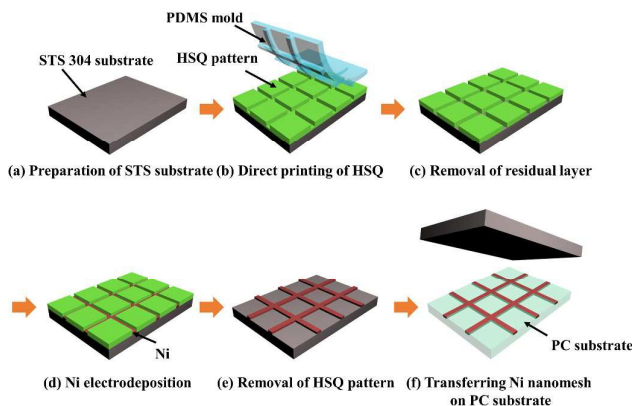 PDMS mold
STS 304 substrate
HSQ pattern
(a) Preparation of STS substrate
(b) Direct printing of HSQ
(c) Removal of residual layer
Ni
PC substrate
(d) Ni electrodeposition
(e) Removal of HSQ pattern
(f) Transferring Ni nanomesh
on PC substrate